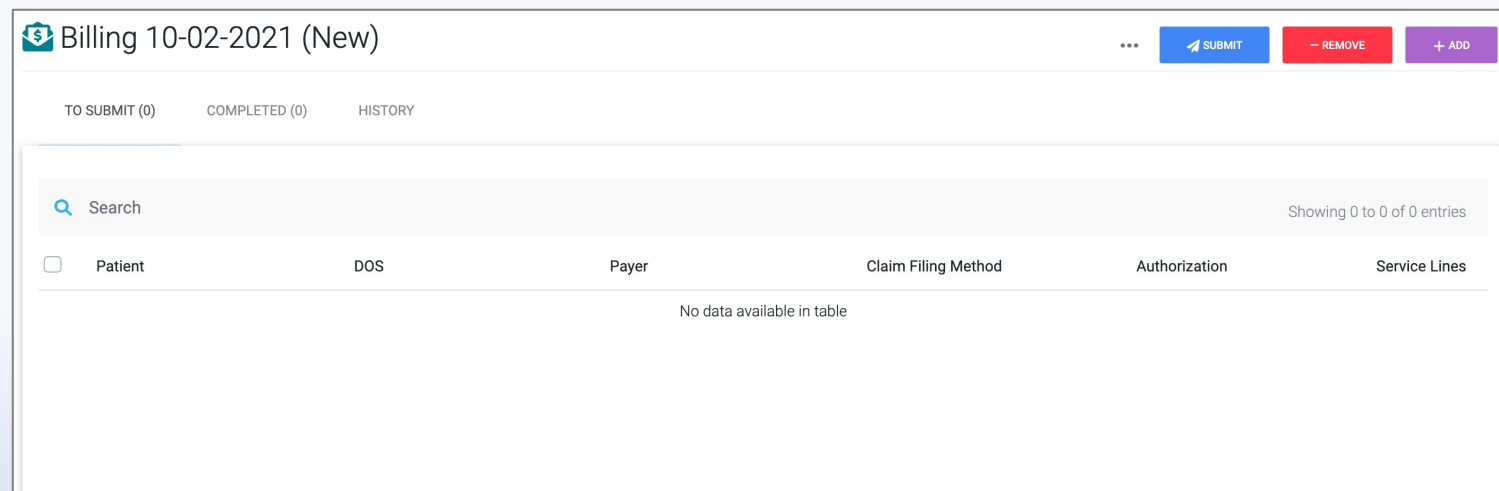 Billing 10-02-2021 (New)
SUBMIT
REMOVE
ADD
TO SUBMIT (0) COMPLETED (0) HISTORY
Search
Showing 0 to 0 of 0 entries
Patient DOS Payer Claim Filing Method Authorization Service Lines
No data available in table